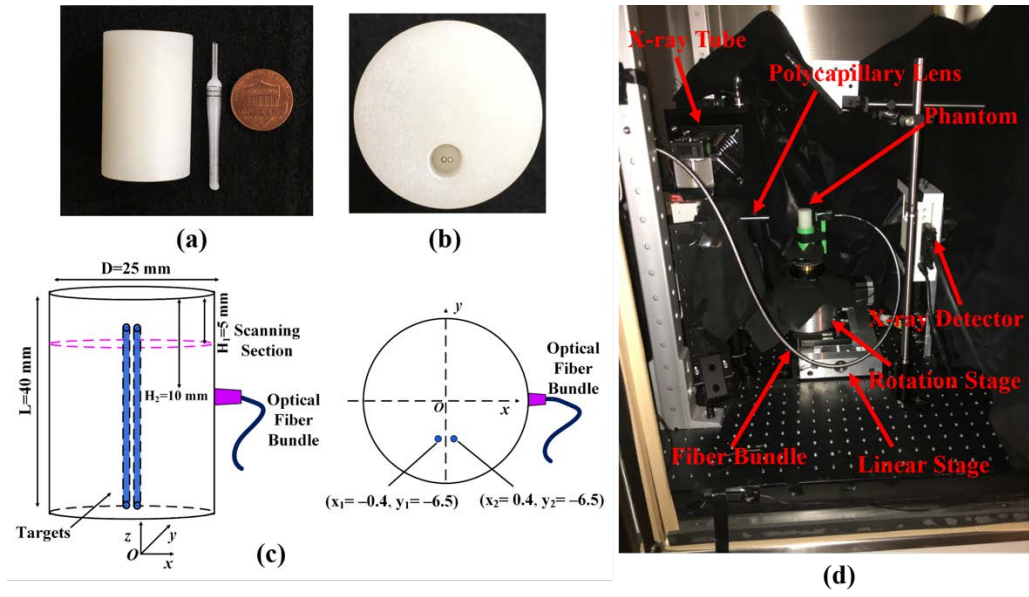 (a)
(b)
D=25 mm
H₁=5 mm
Scanning
Section
L=40 mm
H₂=10 mm
Optical
Fiber
Bundle
Targets
z
y
O
x
y
O
x
Optical
Fiber
Bundle
(x₁= –0.4, y₁= –6.5)
(x₂= 0.4, y₂= –6.5)
(c)
X-ray Tube
Polycapillary Lens
Phantom
X-ray Detector
Rotation Stage
Fiber Bundle
Linear Stage
(d)